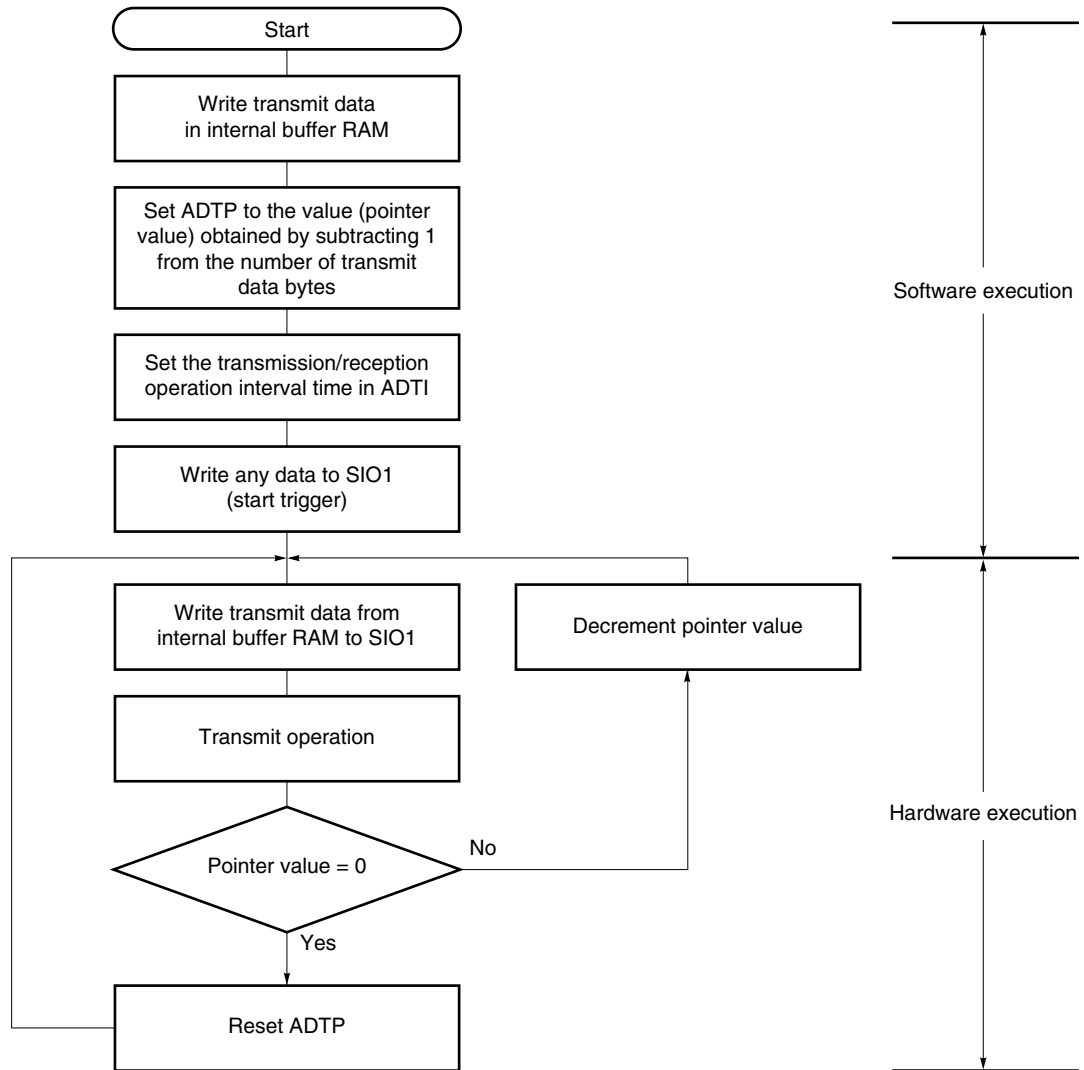 Start
Write transmit data
in internal buffer RAM
Set ADTP to the value (pointer
value) obtained by subtracting 1
from the number of transmit
data bytes
Software execution
Set the transmission/reception
operation interval time in ADTI
Write any data to SIO1
(start trigger)
Write transmit data from
internal buffer RAM to SIO1
Decrement pointer value
Transmit operation
Hardware execution
Pointer value = 0
No
Yes
Reset ADTP